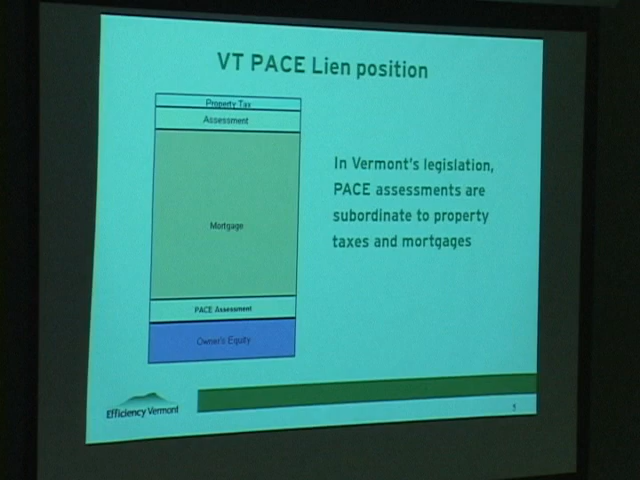 VT PACE Lien position
Property Tax
Assessment
Mortgage
PACE Assessment
Owner's Equity
In Vermont's legislation,
PACE assessments are
subordinate to property
taxes and mortgages
Efficiency Vermont
5